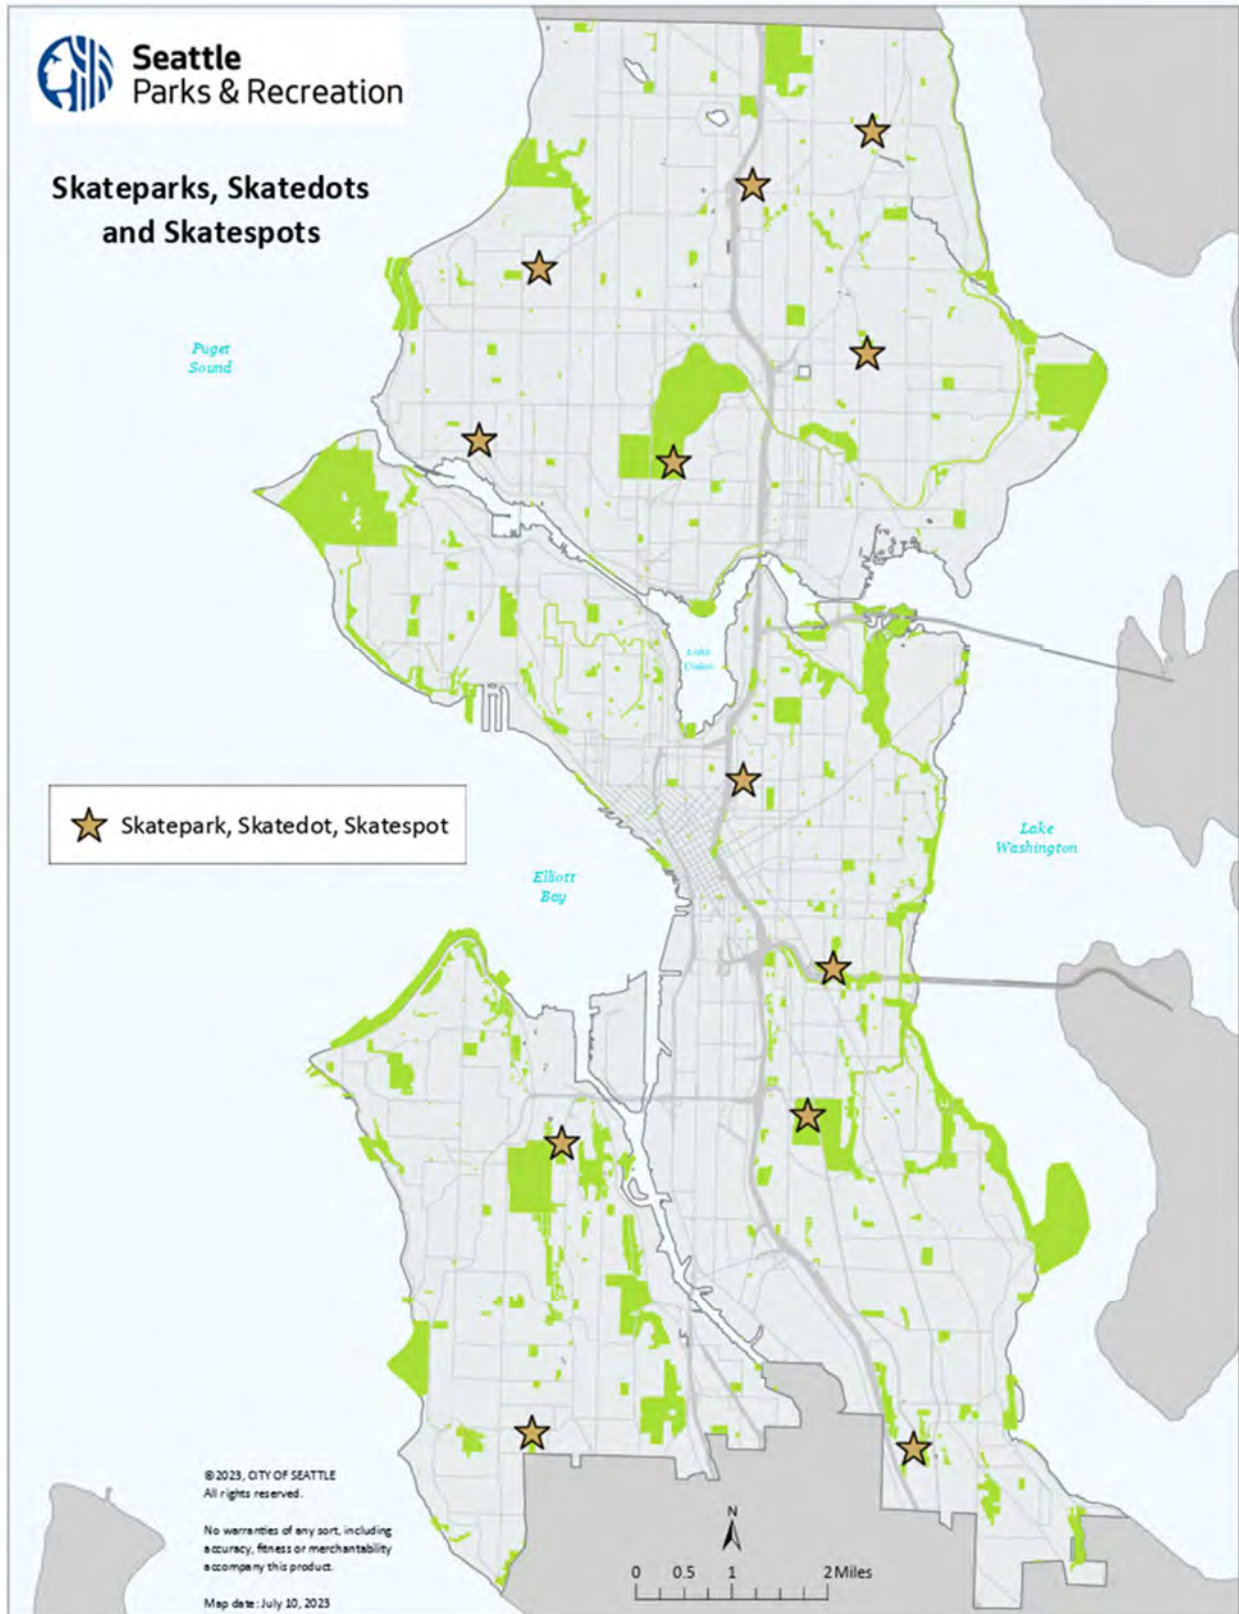 Seattle
Parks & Recreation
Skateparks, Skatedots
and Skatespots
Puget
Sound
Lake
Union
Skatepark, Skatedot, Skatespot
Lake
Washington
Elliott
Bay
©2023, CITY OF SEATTLE
All rights reserved.
No warranties of any sort, including
accuracy, fitness or merchantability
accompany this product.
Map date: July 10, 2023
N
0 0.5 1 2 Miles